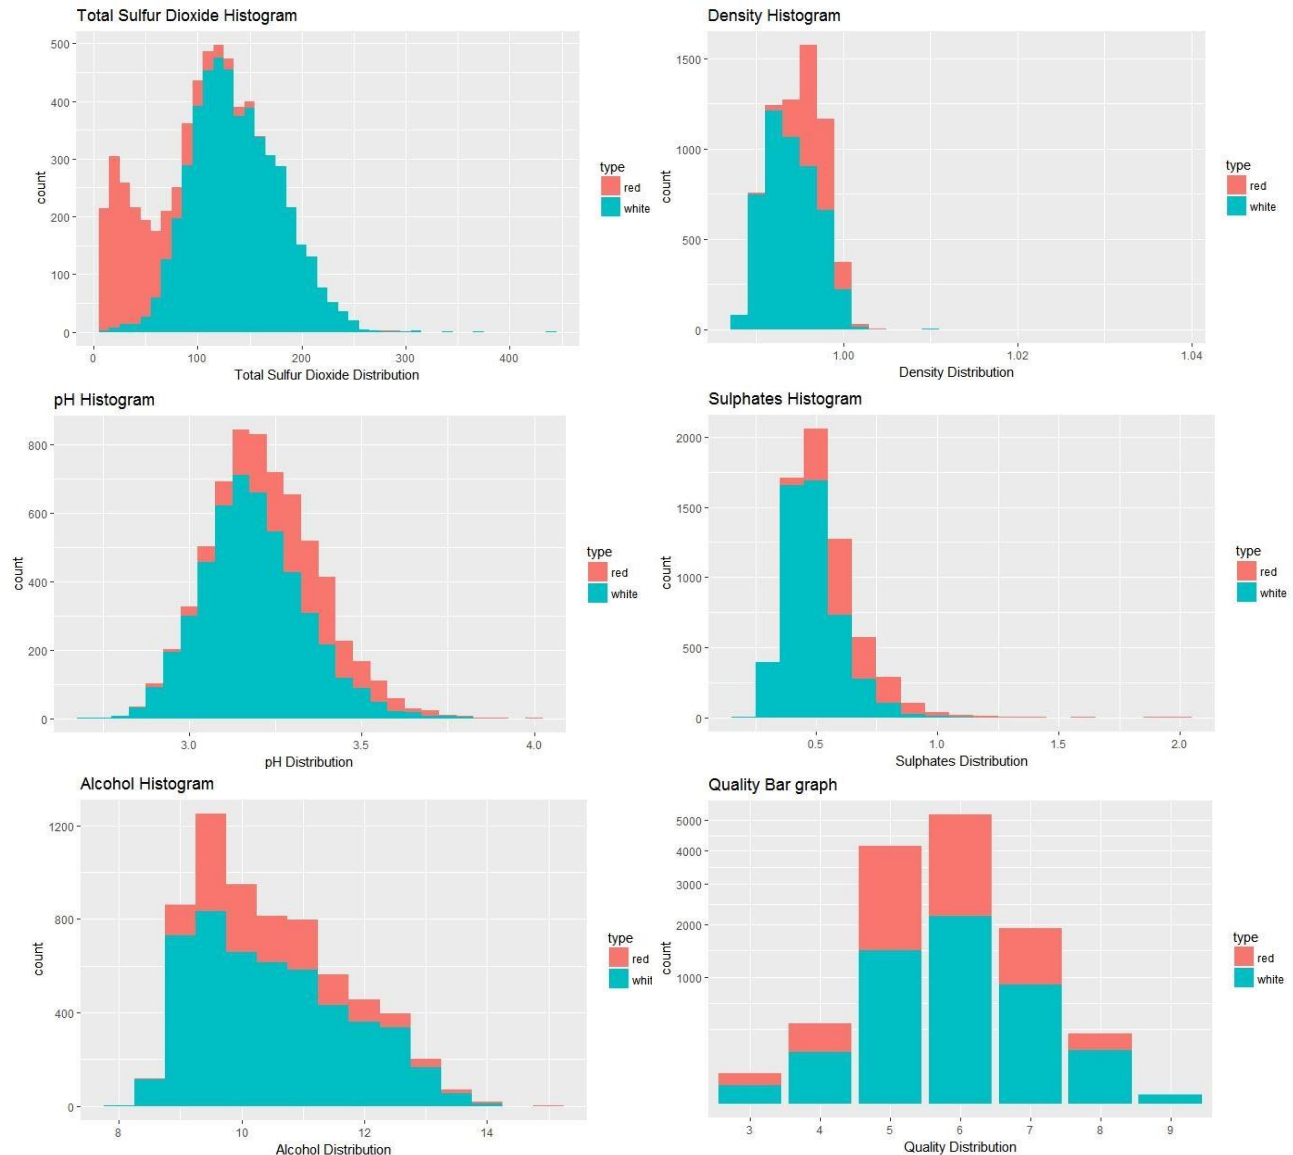 Total Sulfur Dioxide Histogram
500
400
300
200
100
0
count
0 100 200 300 400
Total Sulfur Dioxide Distribution
type
red
white
Density Histogram
1500
1000
500
0
count
1.00 1.02 1.04
Density Distribution
type
red
white
pH Histogram
800
600
400
200
0
count
3.0 3.5 4.0
pH Distribution
type
red
white
Sulphates Histogram
2000
1500
1000
500
0
count
0.5 1.0 1.5 2.0
Sulphates Distribution
type
red
white
Alcohol Histogram
1200
800
400
0
count
8 10 12 14
Alcohol Distribution
type
red
whit
Quality Bar graph
5000
4000
3000
2000
1000
count
3 4 5 6 7 8 9
Quality Distribution
type
red
white